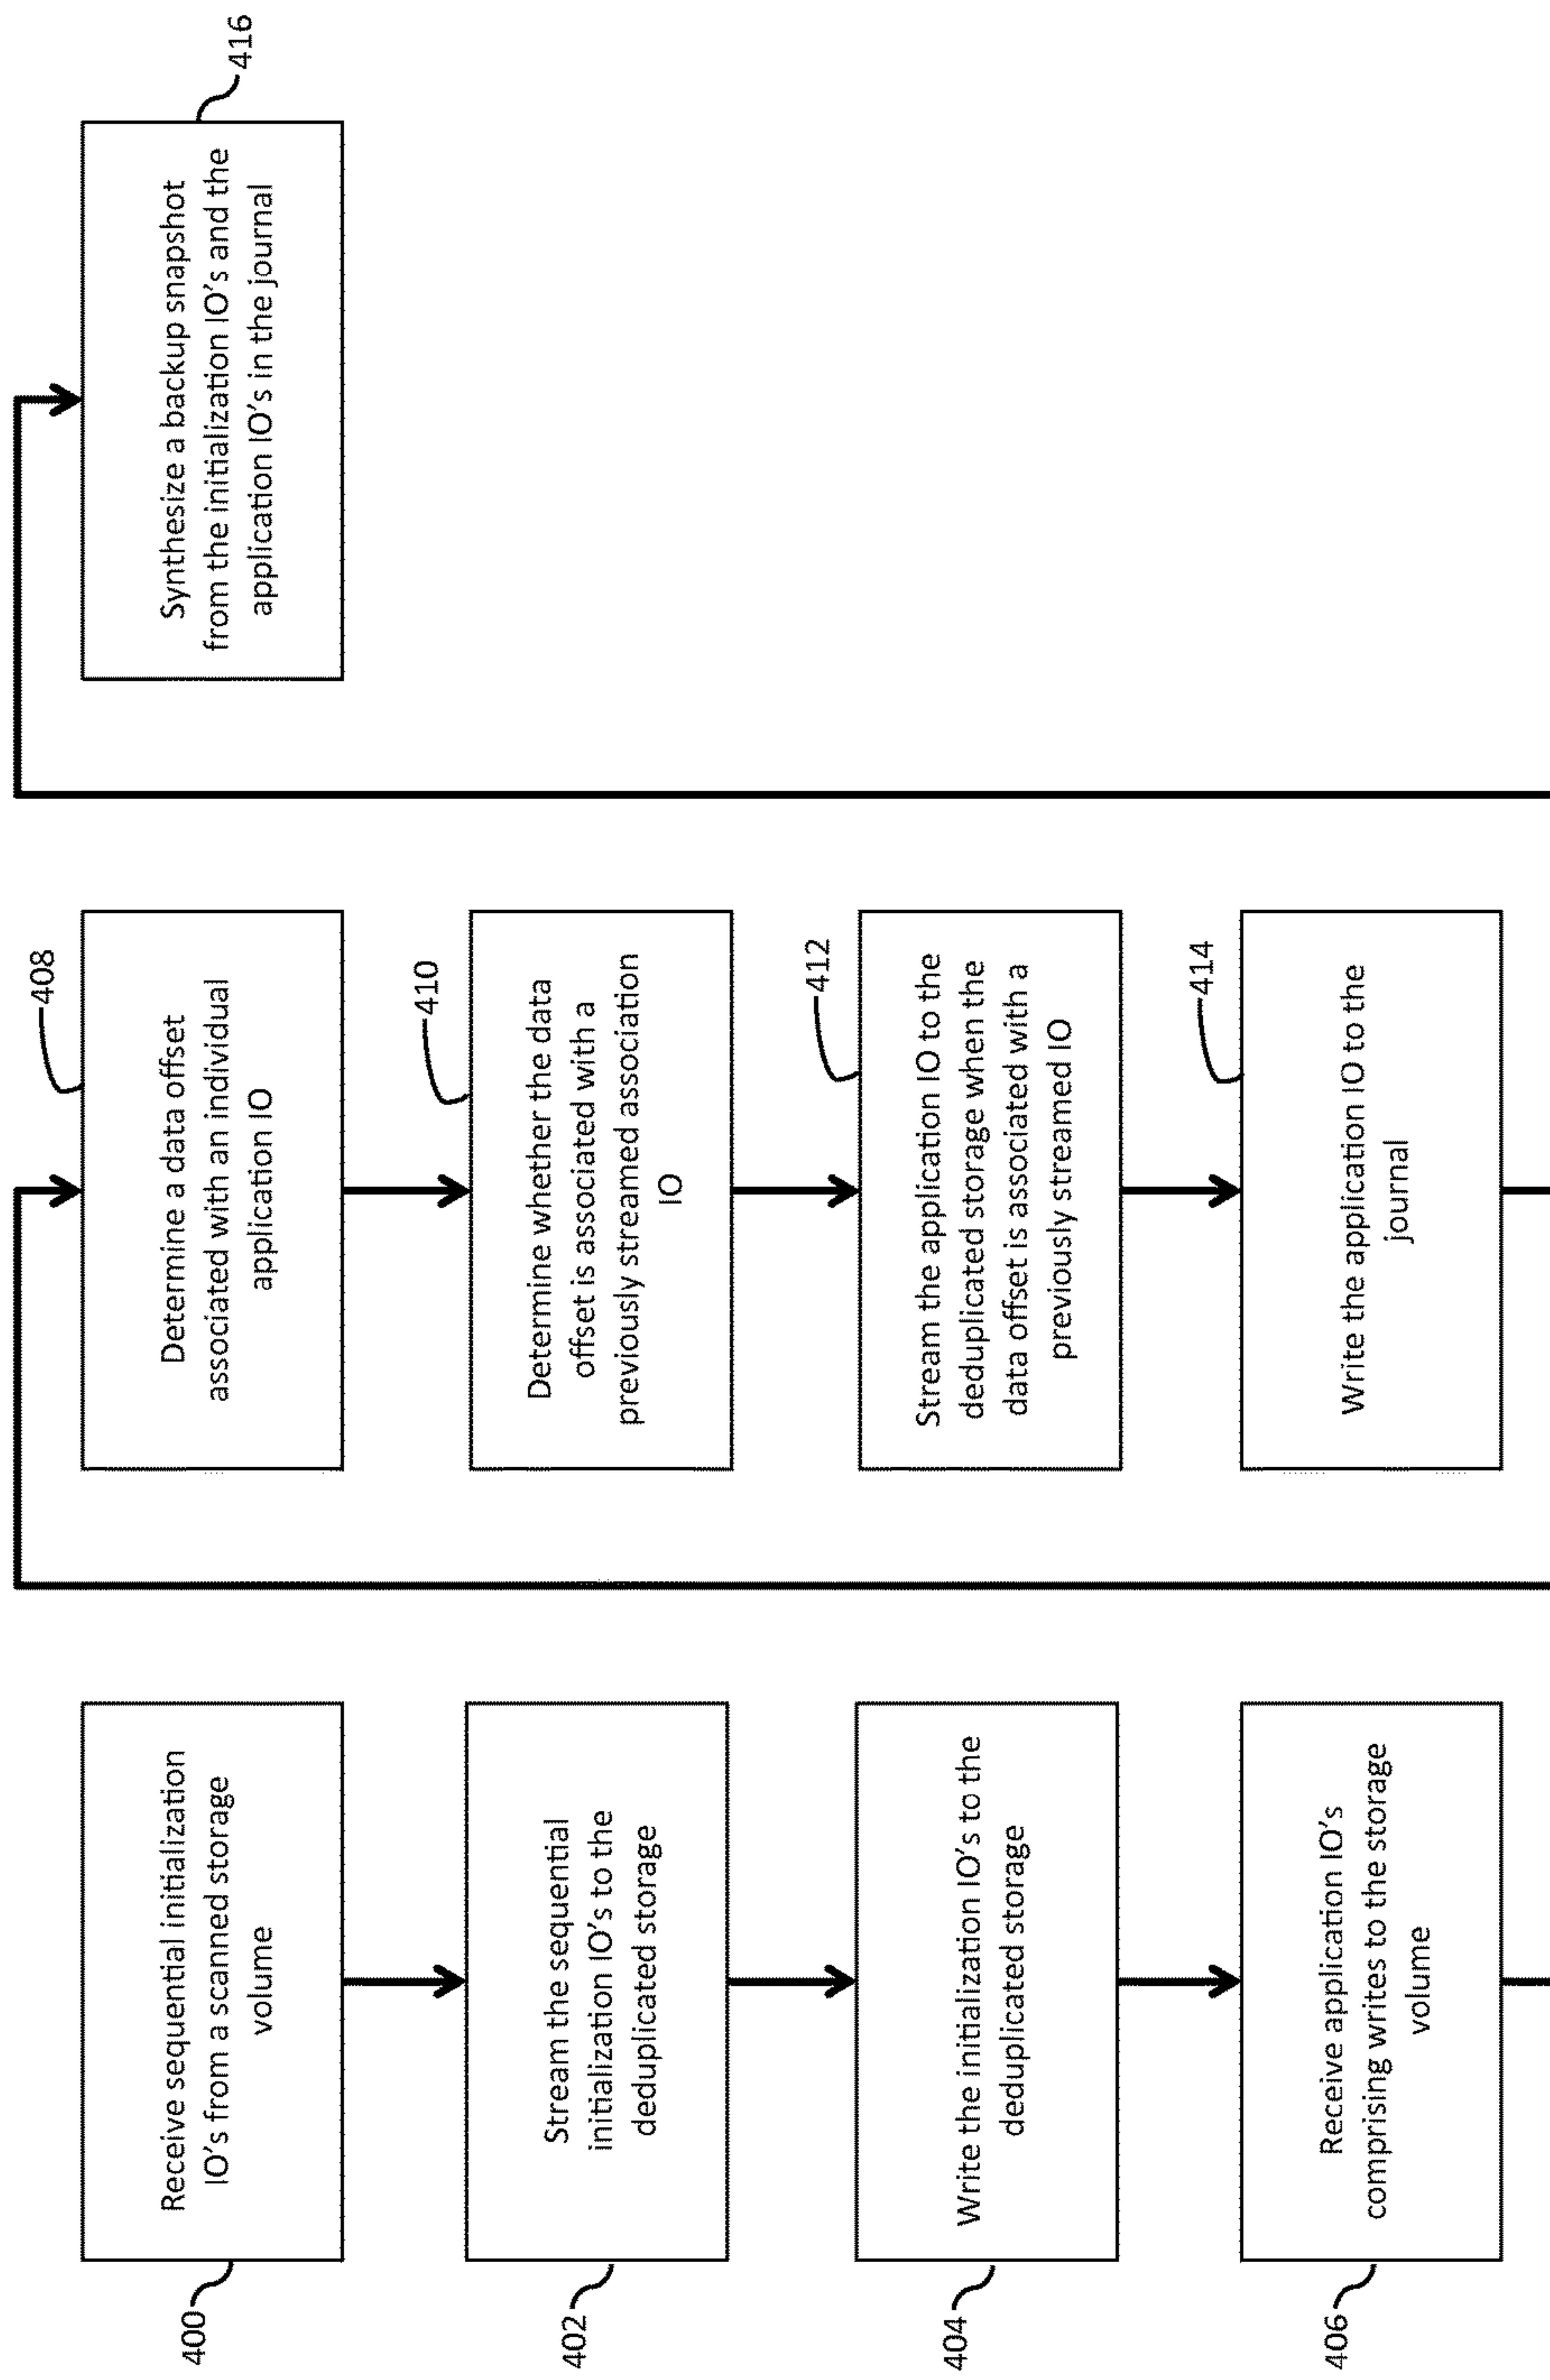 400
Receive sequential initialization
IO's from a scanned storage
volume
402
Stream the sequential
initialization IO's to the
deduplicated storage
404
Write the initialization IO's to the
deduplicated storage
406
Receive application IO's
comprising writes to the storage
volume
408
Determine a data offset
associated with an individual
application IO
410
Determine whether the data
offset is associated with a
previously streamed association
IO
412
Stream the application IO to the
deduplicated storage when the
data offset is associated with a
previously streamed IO
414
Write the application IO to the
journal
416
Synthesize a backup snapshot
from the initialization IO's and the
application IO's in the journal